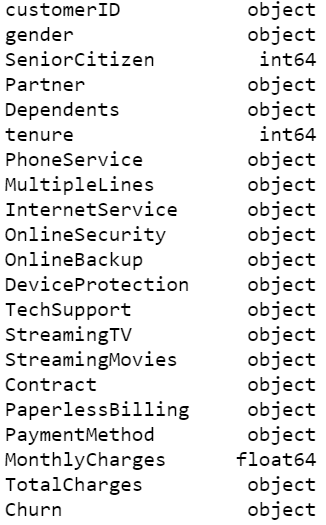 customerID object
gender object
SeniorCitizen int64
Partner object
Dependents object
tenure int64
PhoneService object
MultipleLines object
InternetService object
OnlineSecurity object
OnlineBackup object
DeviceProtection object
TechSupport object
StreamingTV object
StreamingMovies object
Contract object
PaperlessBilling object
PaymentMethod object
MonthlyCharges float64
TotalCharges object
Churn object